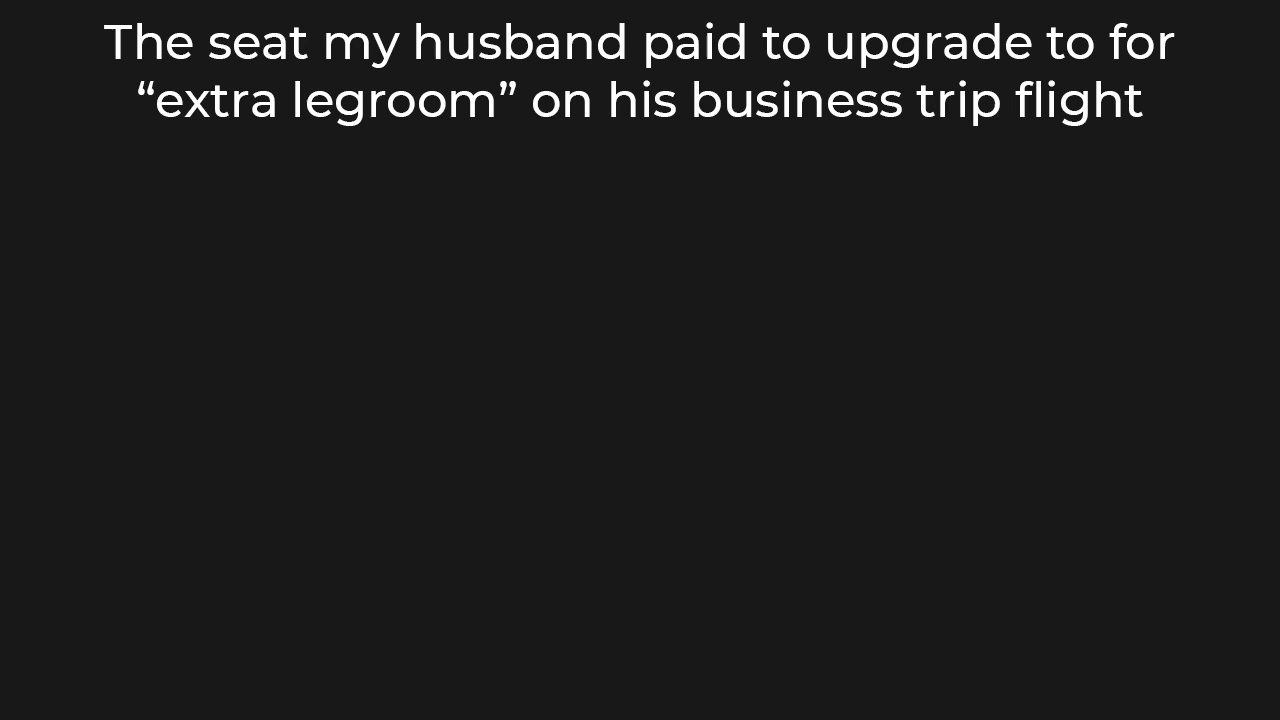 The seat my husband paid to upgrade to for
“extra legroom” on his business trip flight